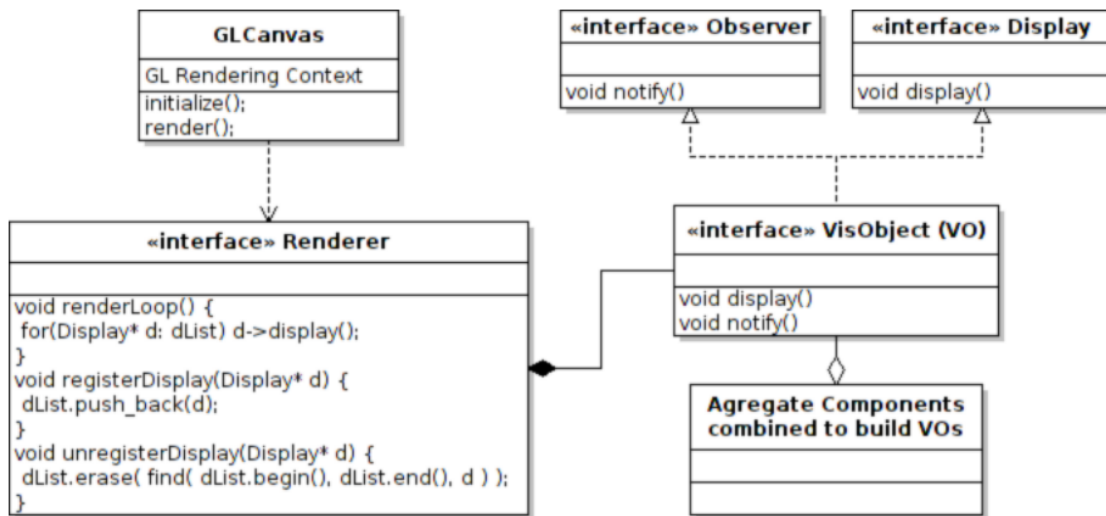 GLCanvas
GL Rendering Context
initialize();
render();
«interface» Observer
void notify()
«interface» Display
void display()
«interface» Renderer
void renderLoop() {
for(Display* d: dList) d->display();
}
void registerDisplay(Display* d) {
dList.push_back(d);
}
void unregisterDisplay(Display* d) {
dList.erase( find( dList.begin(), dList.end(), d ) );
}
«interface» VisObject (VO)
void display()
void notify()
Agregate Components
combined to build VOs